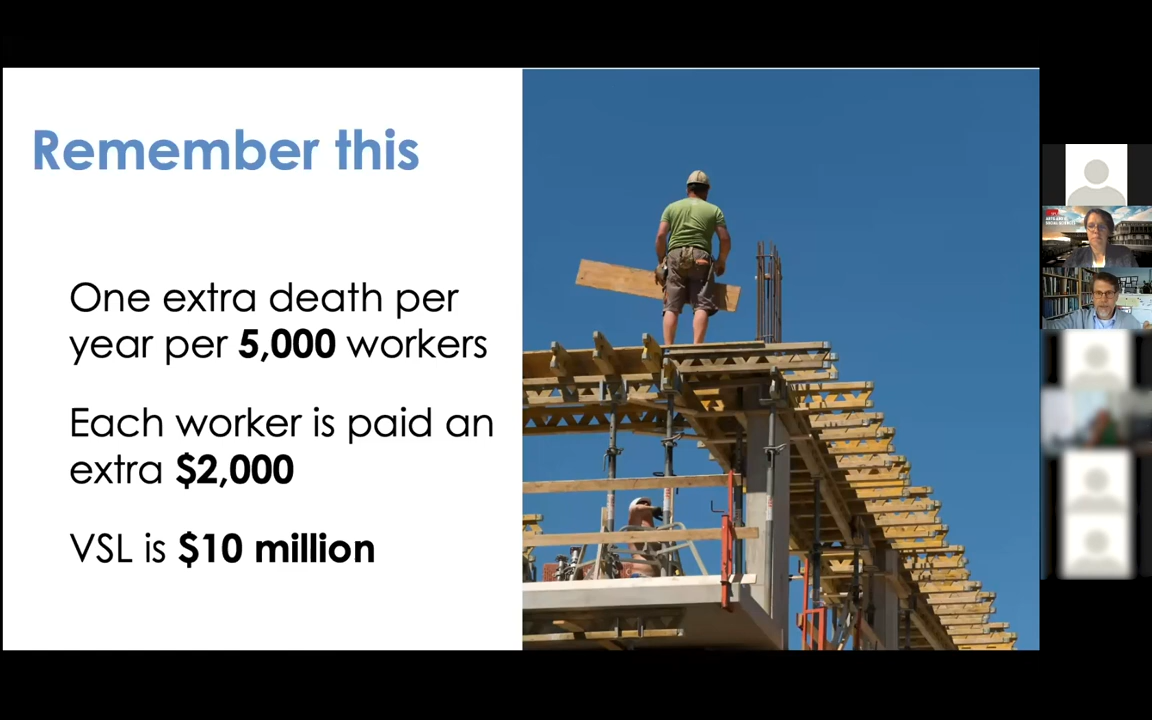 Remember this
One extra death per
year per 5,000 workers
Each worker is paid an
extra $2,000
VSL is $10 million